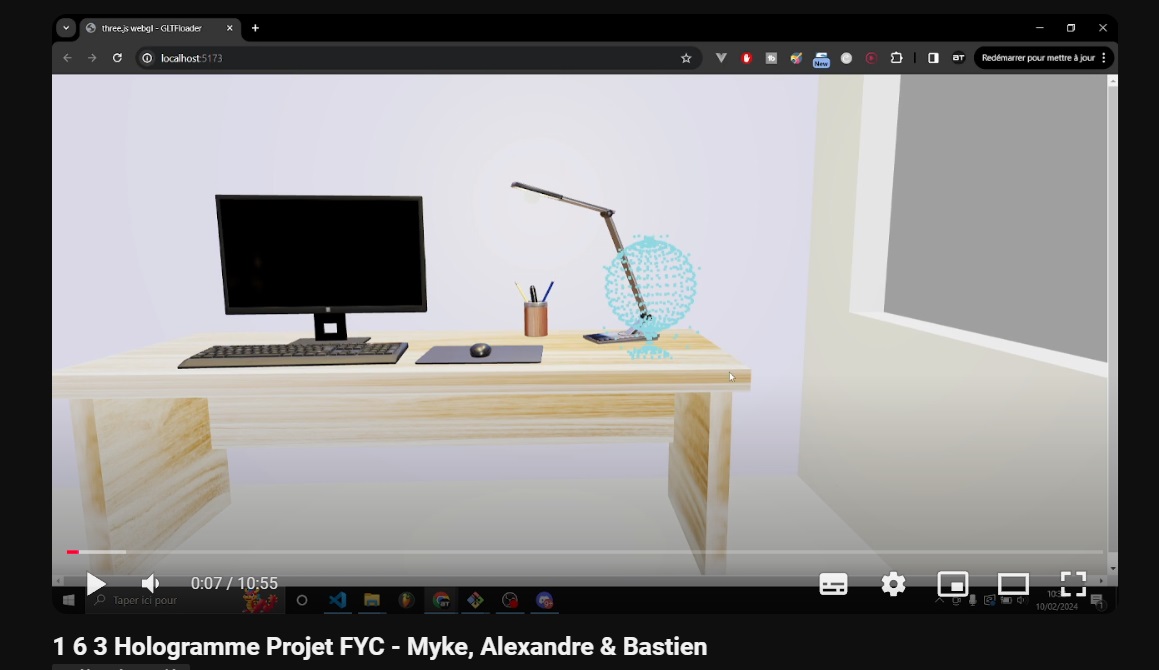 three.js webgl - GLTFloader
localhost:5173
New
BT
Redémarrer pour mettre à jour
0:07 / 10:55
Taper ici pour
10/02/2024
1 6 3 Hologramme Projet FYC - Myke, Alexandre & Bastien